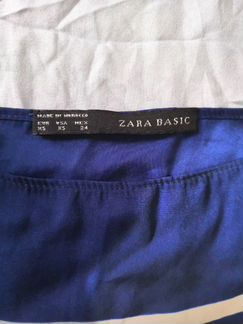 MADE IN MOROCCO
EUR USA MEX
XS XS 24
ZARA BASIC